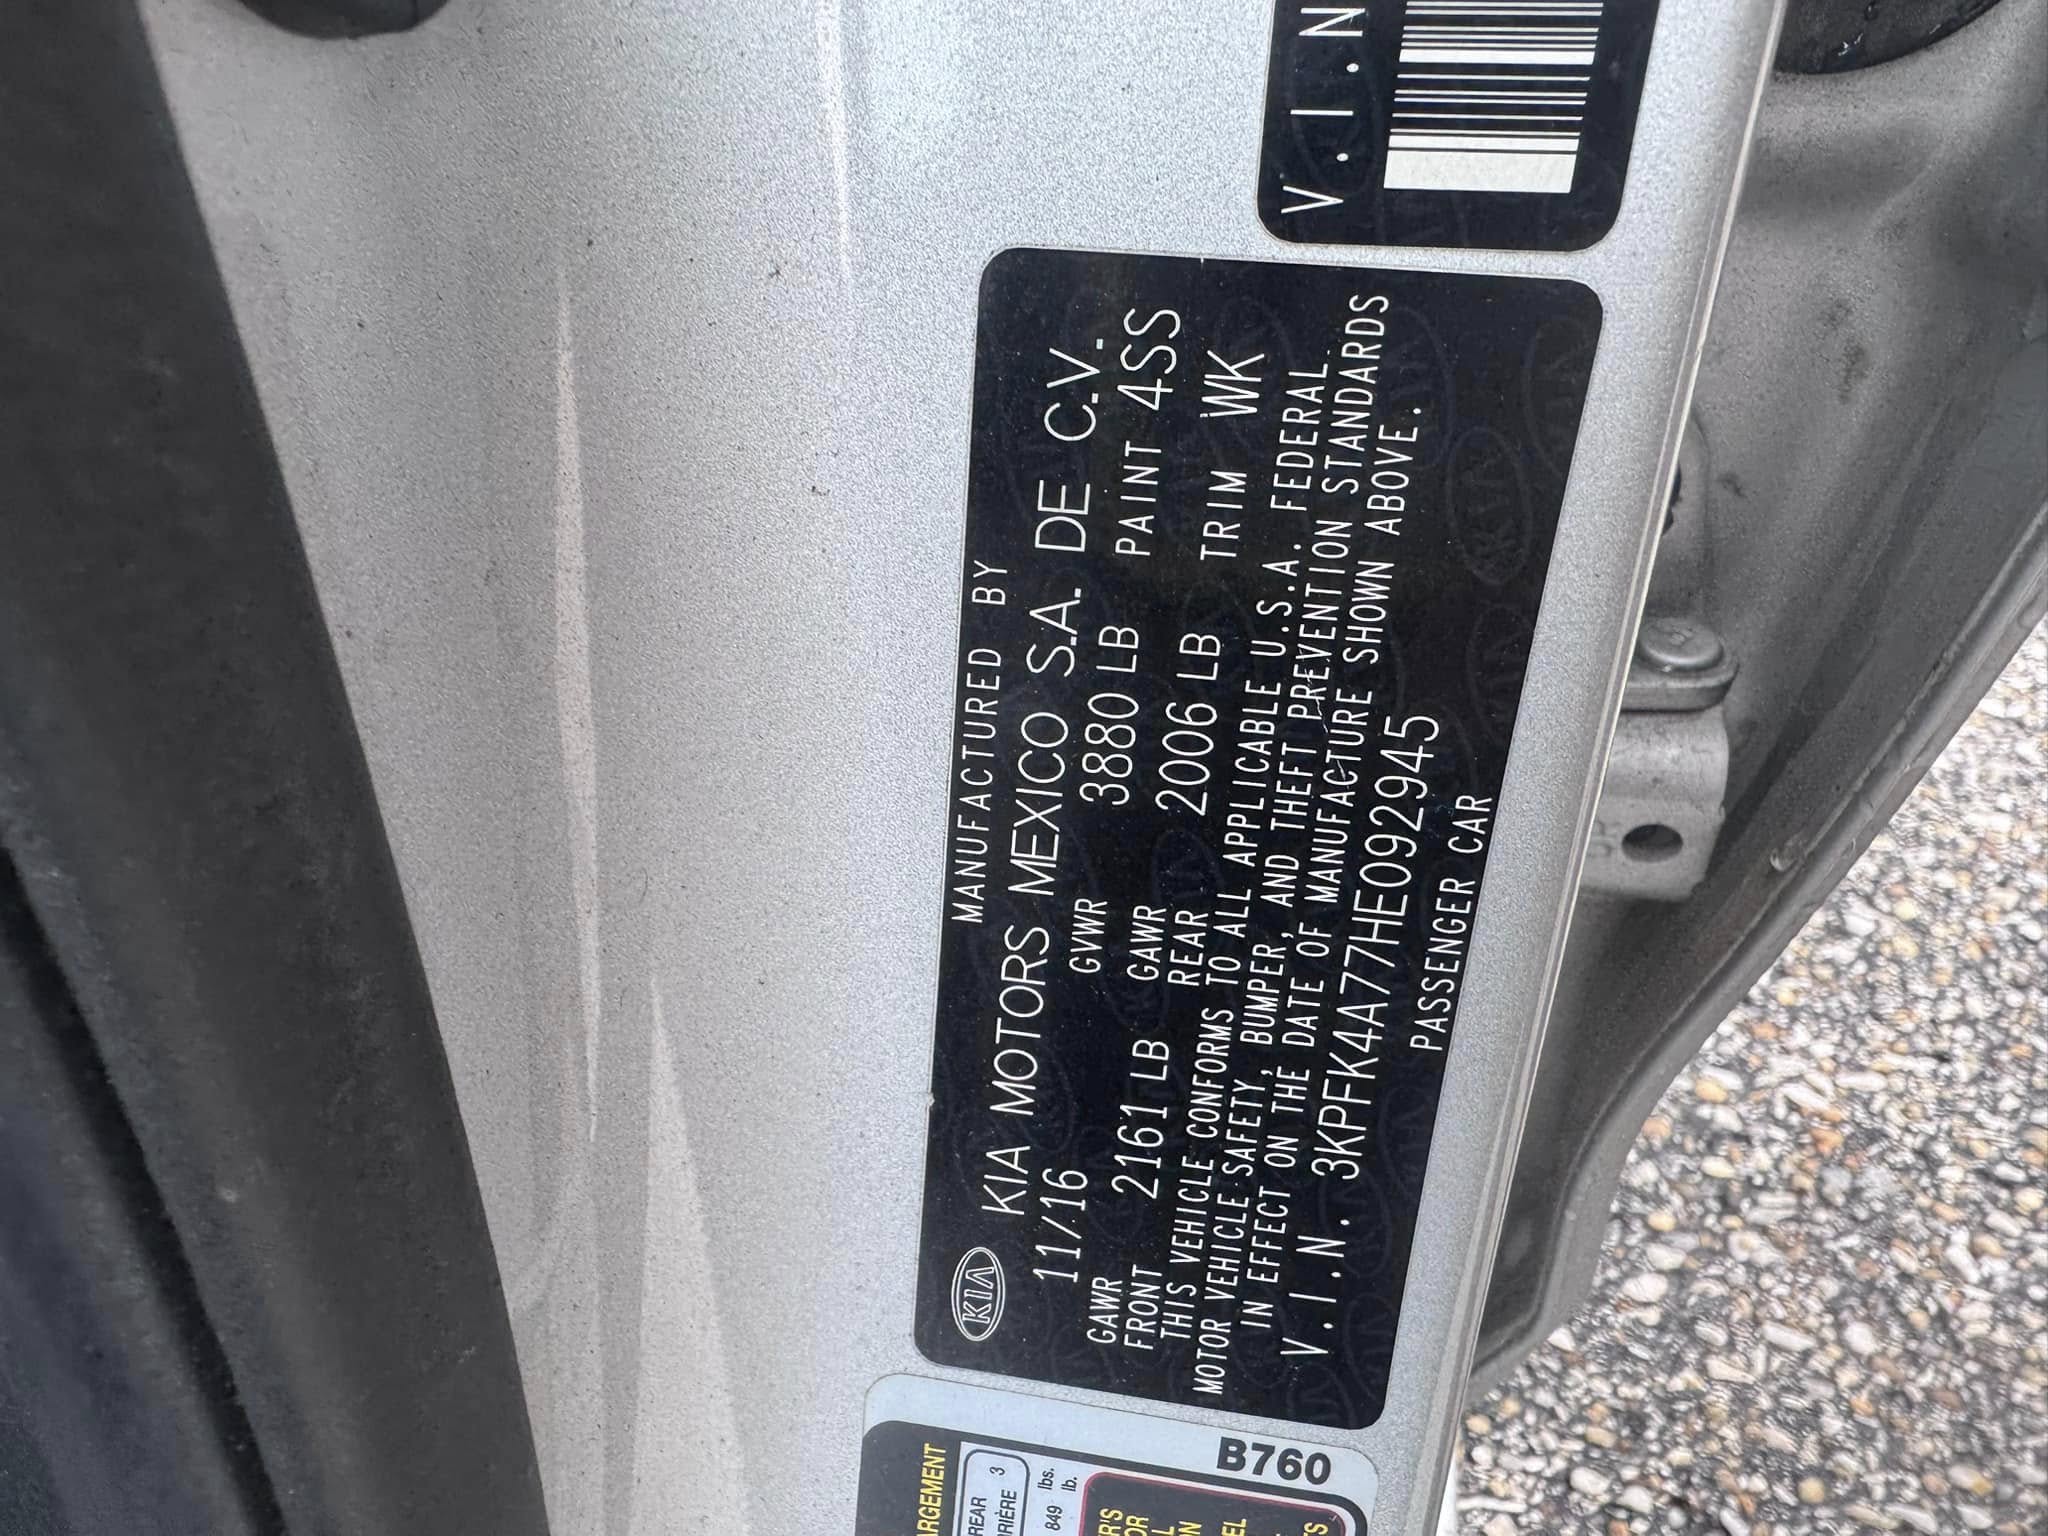 MANUFACTURED BY
KIA KIA MOTORS MEXICO S.A. DE C.V.
11/16 GVWR 3880 LB PAINT 4SS
GAWR FRONT 2161 LB GAWR REAR 2006 LB TRIM WK
THIS VEHICLE CONFORMS TO ALL APPLICABLE U.S.A. FEDERAL
MOTOR VEHICLE SAFETY, BUMPER, AND THEFT PREVENTION STANDARDS
IN EFFECT ON THE DATE OF MANUFACTURE SHOWN ABOVE.
V.I.N. 3KPFK4A77HE092945
PASSENGER CAR
V.I.N
B760
REAR
3
849
lbs.
lb.